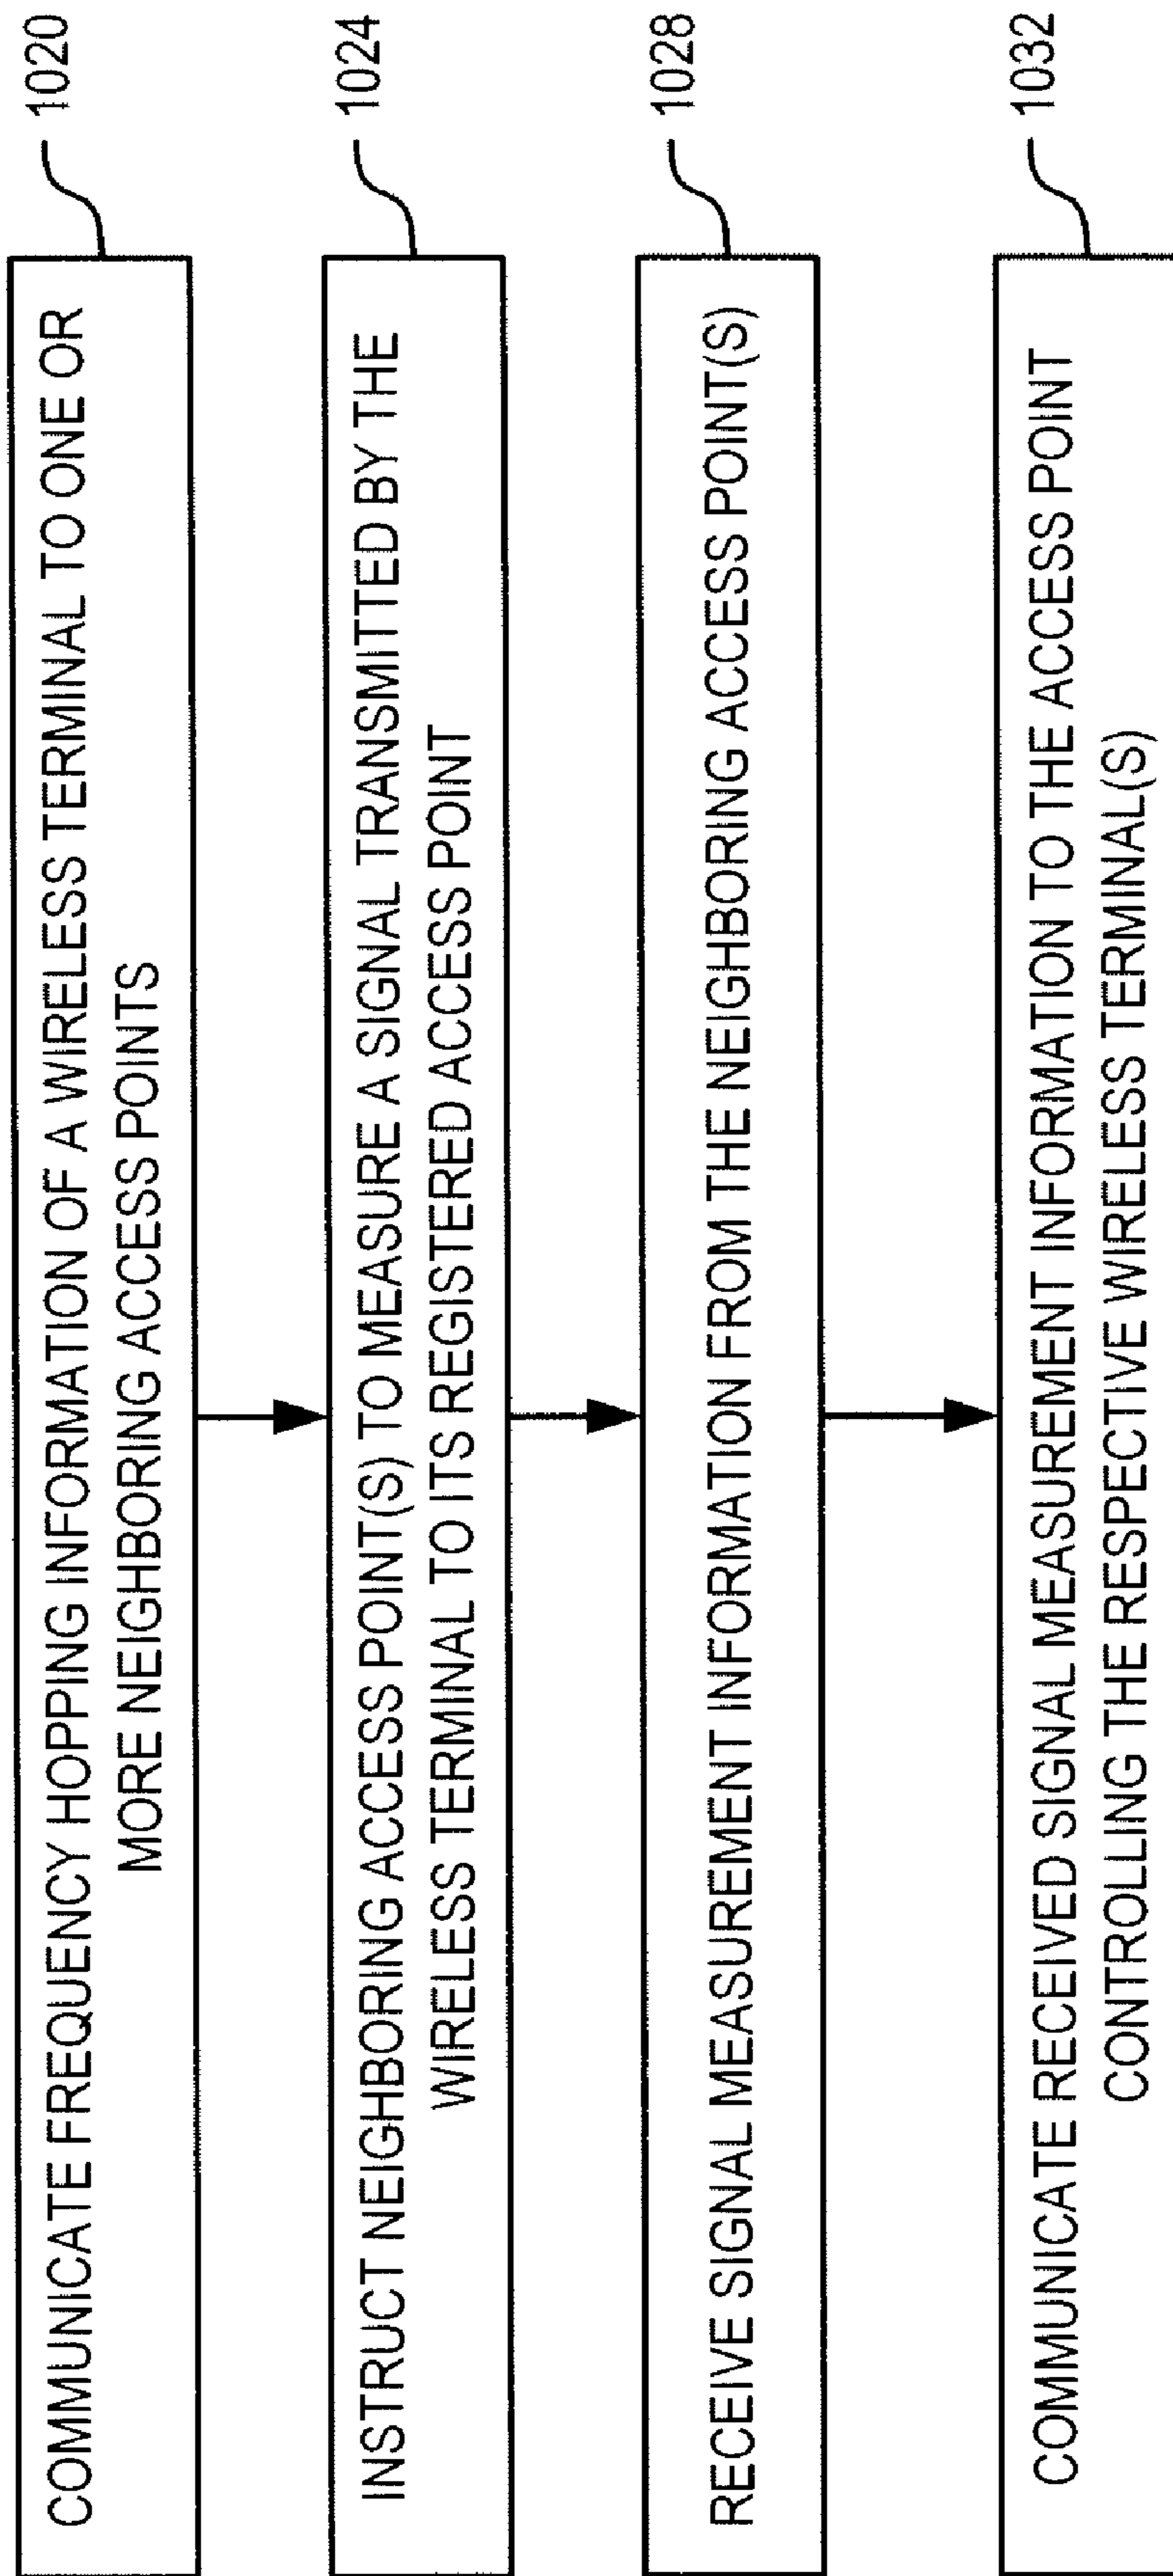 COMMUNICATE FREQUENCY HOPPING INFORMATION OF A WIRELESS TERMINAL TO ONE OR
MORE NEIGHBORING ACCESS POINTS
1020
INSTRUCT NEIGHBORING ACCESS POINT(S) TO MEASURE A SIGNAL TRANSMITTED BY THE
WIRELESS TERMINAL TO ITS REGISTERED ACCESS POINT
1024
RECEIVE SIGNAL MEASUREMENT INFORMATION FROM THE NEIGHBORING ACCESS POINT(S)
1028
COMMUNICATE RECEIVED SIGNAL MEASUREMENT INFORMATION TO THE ACCESS POINT
CONTROLLING THE RESPECTIVE WIRELESS TERMINAL(S)
1032